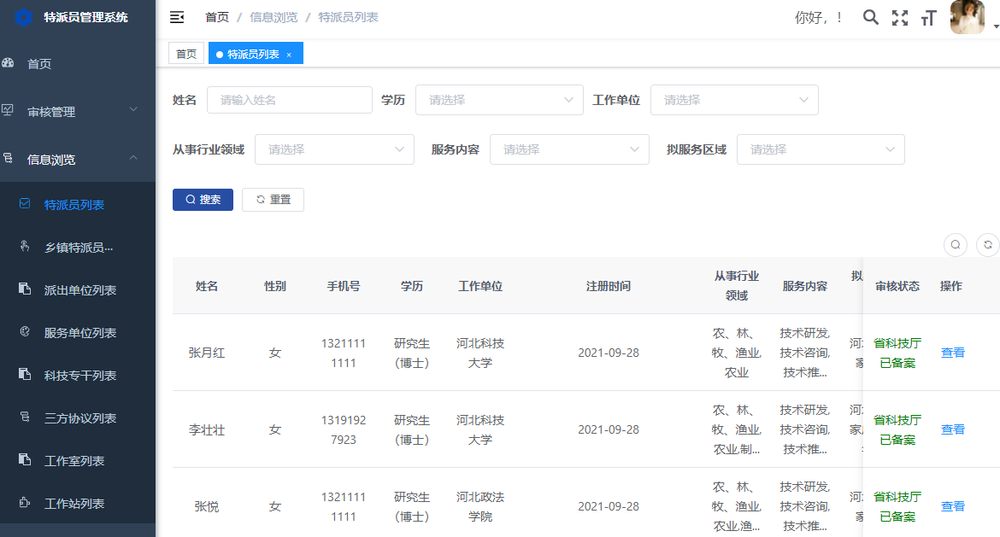 特派员管理系统
首页 / 信息浏览 / 特派员列表
你好，！
首页
特派员列表 ×
首页
审核管理
信息浏览
特派员列表
乡镇特派员...
派出单位列表
服务单位列表
科技专干列表
三方协议列表
工作室列表
工作站列表
姓名 请输入姓名 学历 请选择 工作单位 请选择
从事行业领域 请选择 服务内容 请选择 拟服务区域 请选择
搜索 重置
姓名 性别 手机号 学历 工作单位 注册时间 从事行业领域 服务内容 拟 审核状态 操作
张月红 女 13211111111 研究生(博士) 河北科技大学 2021-09-28 农、林、牧、渔业,农业 技术研发,技术咨询,技术推... 河 家 省科技厅已备案 查看
李壮壮 女 13191927923 研究生(博士) 河北科技大学 2021-09-28 农、林、牧、渔业,农业,制... 技术研发,技术咨询,技术推... 河 家 省科技厅已备案 查看
张悦 女 13211111111 研究生(博士) 河北政法学院 2021-09-28 农、林、牧、渔业,农业,渔... 技术研发,技术咨询,技术推... 河 家 省科技厅已备案 查看